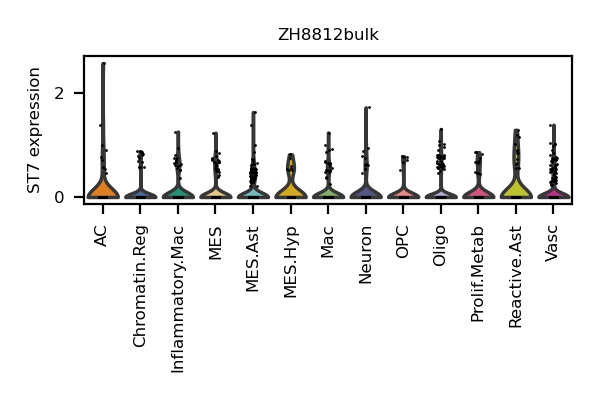 ZH8812bulk
ST7 expression
2
0
AC
Chromatin.Reg
Inflammatory.Mac
MES
MES.Ast
MES.Hyp
Mac
Neuron
OPC
Oligo
Prolif.Metab
Reactive.Ast
Vasc